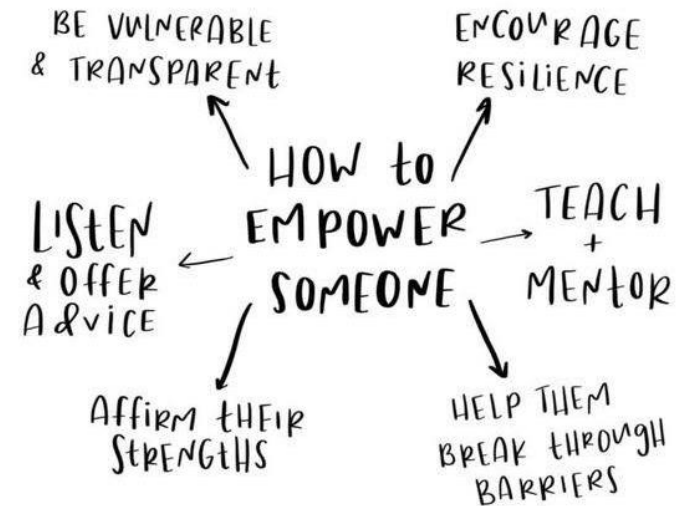 BE VULNERABLE
& TRANSPARENt
ENCOURAGE
RESiLiENCE
HOW to
EMPOWER
SOMEONE
LIStEN
& OffER
AdviCE
TEACH
+
MENtOR
AffiRM tHEiR
StRENGtHS
HELP THEM
BREAK tHROUgH
BARRiERS